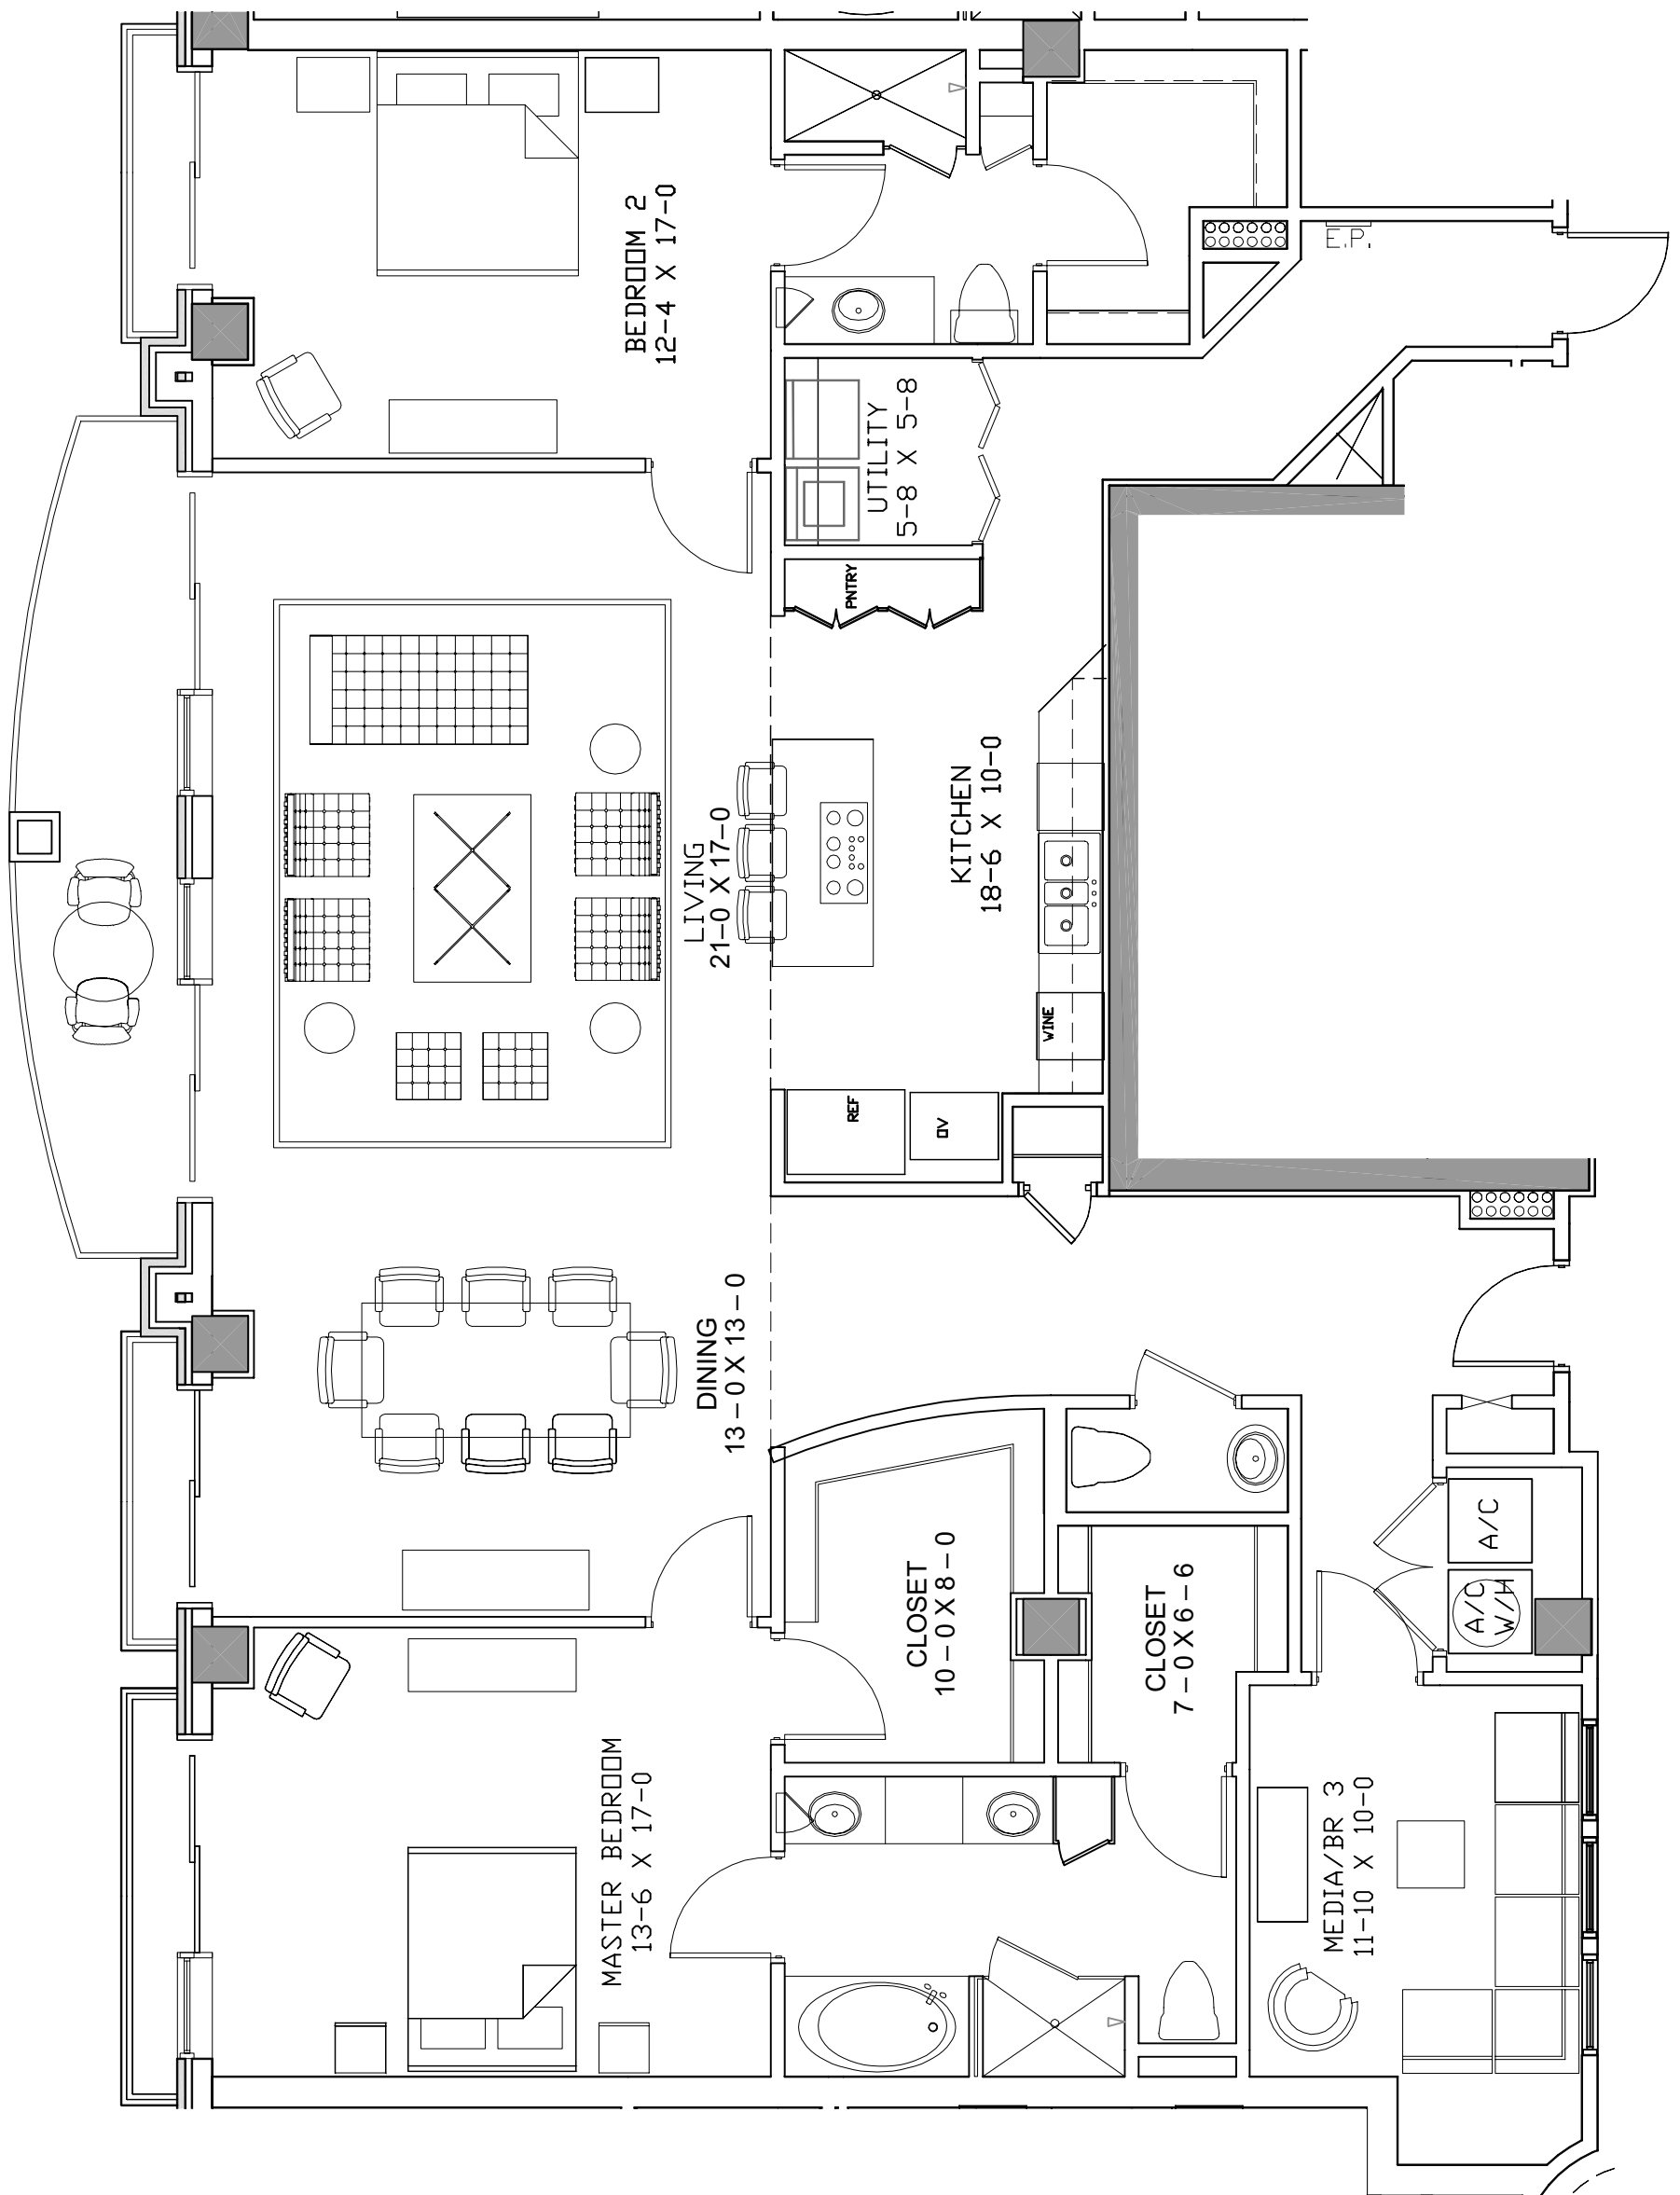 BEDROOM 2
12-4 X 17-0
E.P.
UTILITY
5-8 X 5-8
PNTRY
LIVING
21-0 X 17-0
KITCHEN
18-6 X 10-0
WINE
REF
OV
DINING
13-0 X 13-0
CLOSET
10-0 X 8-0
CLOSET
7-0 X 6-6
A/C
A/C
W/H
MASTER BEDROOM
13-6 X 17-0
MEDIA/BR 3
11-10 X 10-0